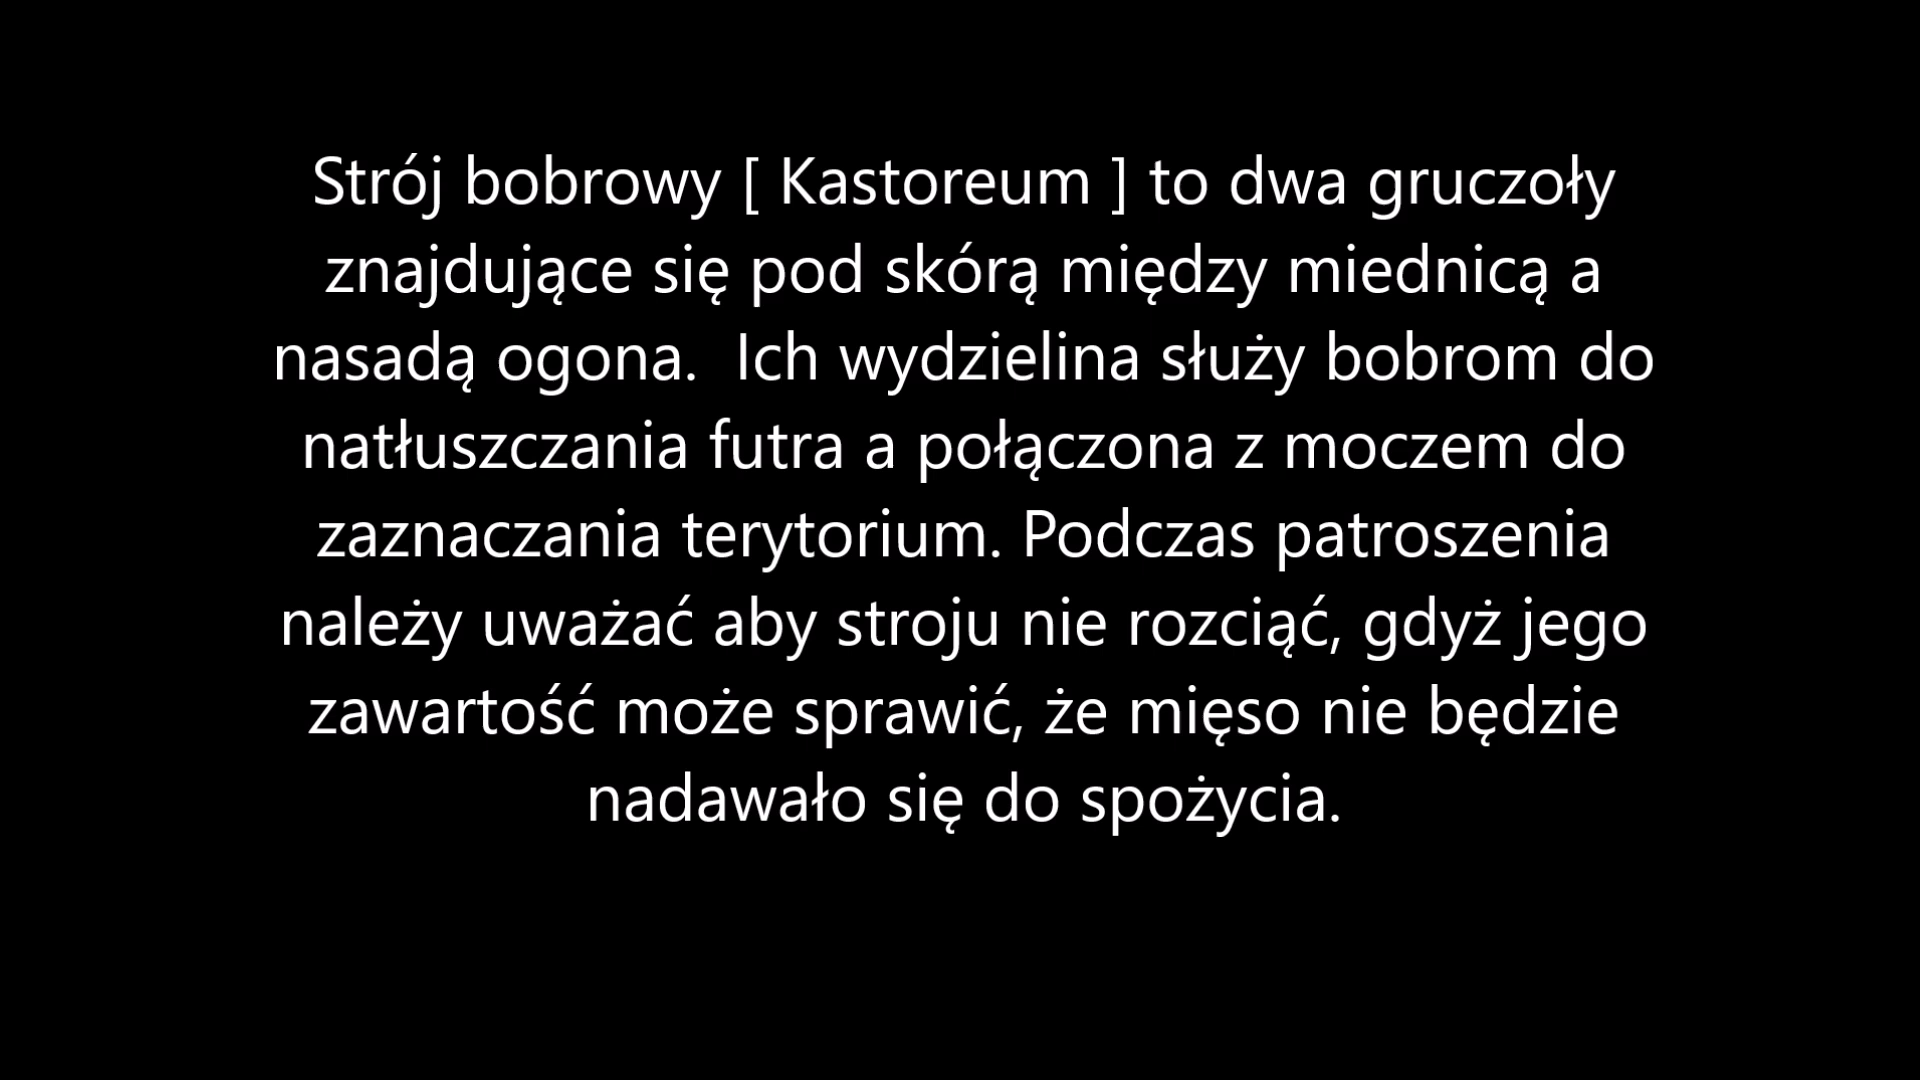 Strój bobrowy [ Kastoreum ] to dwa gruczoły
znajdujące się pod skórą między miednicą a
nasadą ogona.  Ich wydzielina służy bobrom do
natłuszczania futra a połączona z moczem do
zaznaczania terytorium. Podczas patroszenia
należy uważać aby stroju nie rozciąć, gdyż jego
zawartość może sprawić, że mięso nie będzie
nadawało się do spożycia.